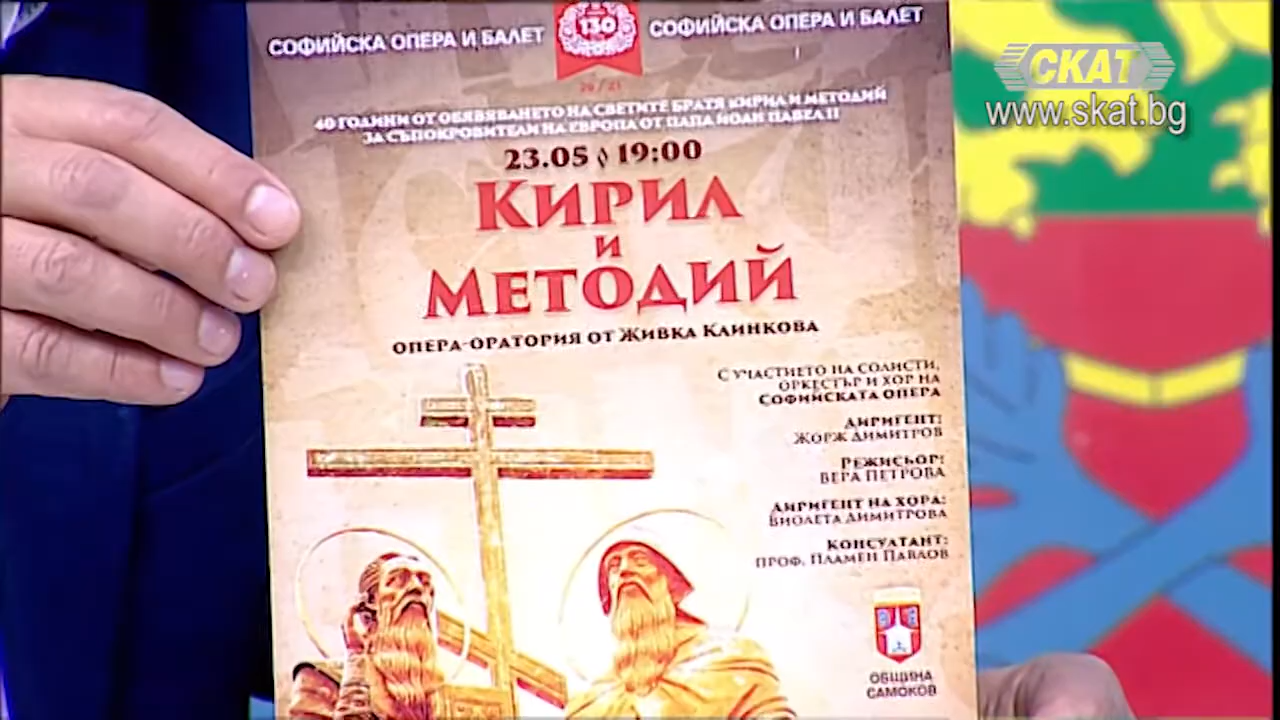 СОФИЙСКА ОПЕРА И БАЛЕТ
130
СОФИЙСКА ОПЕРА И БАЛЕТ
20 / 21
40 ГОДИНИ ОТ ОБЯВЯВАНЕТО НА СВЕТИТЕ БРАТЯ КИРИЛ И МЕТОДИЙ
ЗА СЪПОКРОВИТЕЛИ НА ЕВРОПА ОТ ПАПА ЙОАН ПАВЕЛ II
23.05 ◊ 19:00
КИРИЛ
И
МЕТОДИЙ
ОПЕРА-ОРАТОРИЯ ОТ ЖИВКА КЛИНКОВА
С УЧАСТИЕТО НА СОЛИСТИ,
ОРКЕСТЪР И ХОР НА
СОФИЙСКАТА ОПЕРА
ДИРИГЕНТ:
ЖОРЖ ДИМИТРОВ
РЕЖИСЬОР:
ВЕРА ПЕТРОВА
ДИРИГЕНТ НА ХОРА:
ВИОЛЕТА ДИМИТРОВА
КОНСУЛТАНТ:
ПРОФ. ПЛАМЕН ПАВЛОВ
ОБЩИНА
САМОКОВ
СКАТ
www.skat.bg